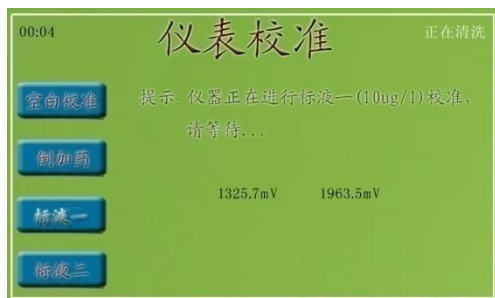 00:04
仪表校准
正在清洗
空白校准
提示: 仪器正在进行标液一(10ug/l)校准,
请等待...
倒加药
1325.7mV 1963.5mV
标液一
标液二